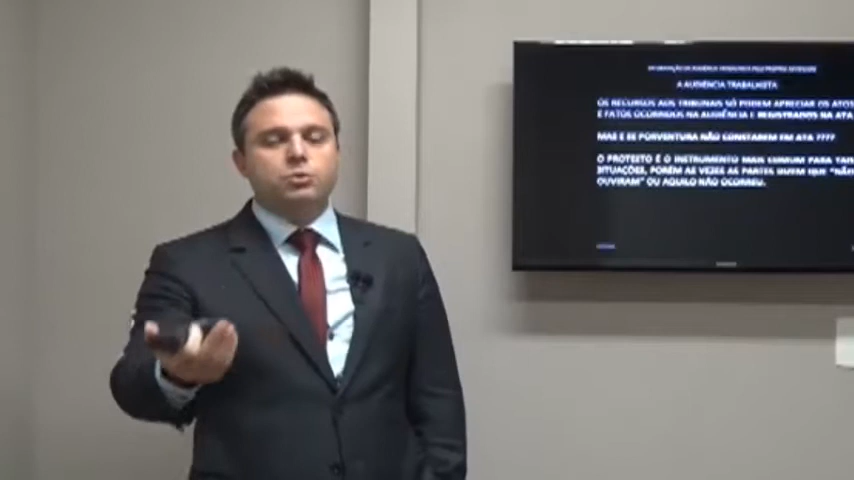 A AUDIÊNCIA TRABALHISTA
OS RECURSOS AOS TRIBUNAIS SÓ PODEM APRECIAR OS ATOS
E FATOS OCORRIDOS NA AUDIÊNCIA E REGISTRADOS NA ATA
MAS E SE PORVENTURA NÃO CONSTAREM EM ATA ????
O PROTESTO É O INSTRUMENTO MAIS COMUM PARA TAIS
SITUAÇÕES, PORÉM AS VEZES AS PARTES DIZEM QUE "NÃO
OUVIRAM" OU AQUILO NÃO OCORREU.